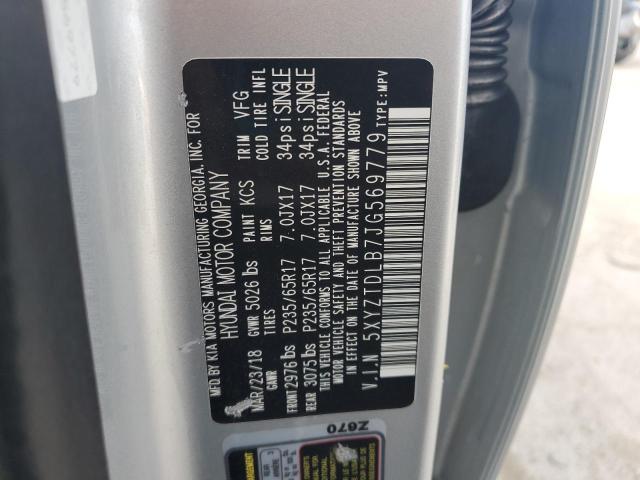 MFD. BY KIA MOTORS MANUFACTURING GEORGIA, INC. FOR
HYUNDAI MOTOR COMPANY
MAR/23/18 GVWR 5026 lbs PAINT KCS TRIM VFG
GAWR TIRES RIMS COLD TIRE INFL
FRONT 2976 lbs P235/65R17 7.0JX17 34psi SINGLE
REAR 3075 lbs P235/65R17 7.0JX17 34psi SINGLE
THIS VEHICLE CONFORMS TO ALL APPLICABLE U.S.A. FEDERAL
MOTOR VEHICLE SAFETY AND THEFT PREVENTION STANDARDS
IN EFFECT ON THE DATE OF MANUFACTURE SHOWN ABOVE
V.I.N 5XYZTDLB7JG569779 TYPE: MPV
Z670